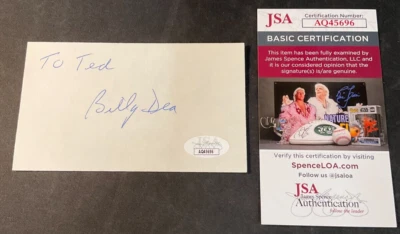 To Ted
Billy Dea
AQ45696
JSA
Certification Number:
AQ45696
BASIC CERTIFICATION
This item has been fully examined by
James Spence Authentication, LLC and
it is our considered opinion that the
signature(s) is/are genuine.
Verify this certification by visiting
SpenceLOA.com
Follow us @jsaloa
JSA
James Spence
Authentication